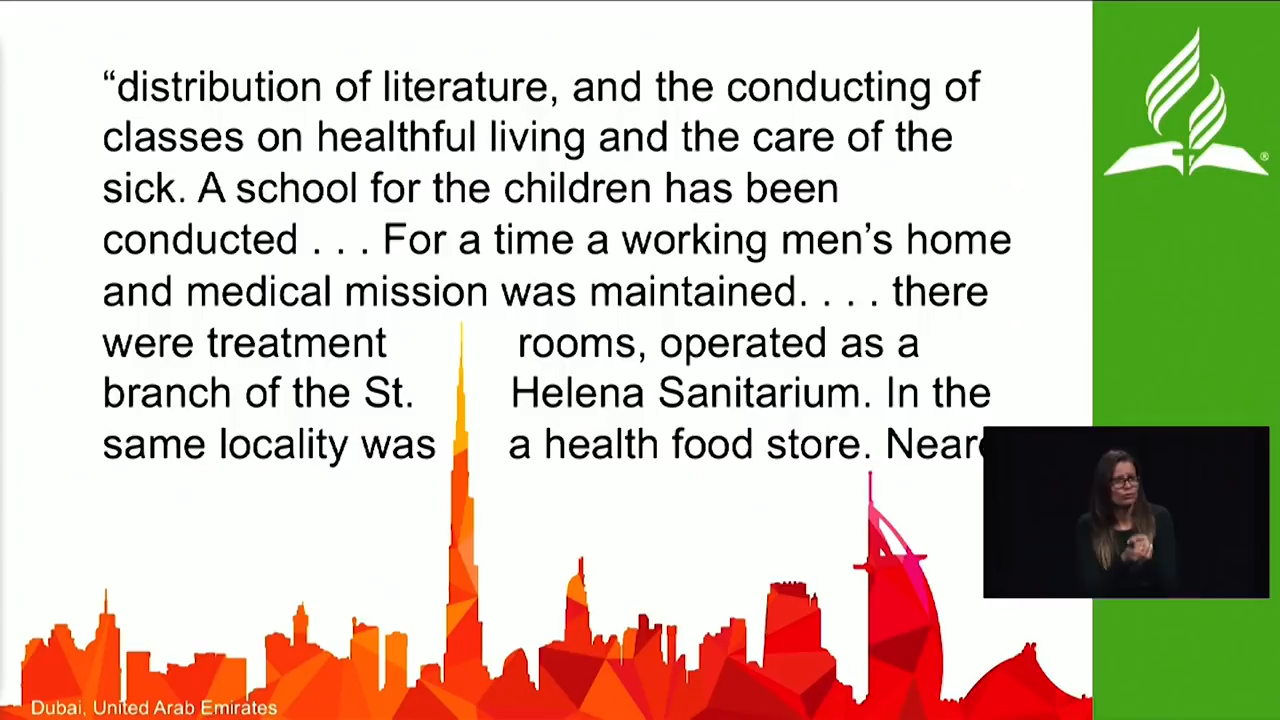 “distribution of literature, and the conducting of
classes on healthful living and the care of the
sick. A school for the children has been
conducted . . . For a time a working men’s home
and medical mission was maintained. . . . there
were treatment rooms, operated as a
branch of the St. Helena Sanitarium. In the
same locality was a health food store.
®
Dubai, United Arab Emirates